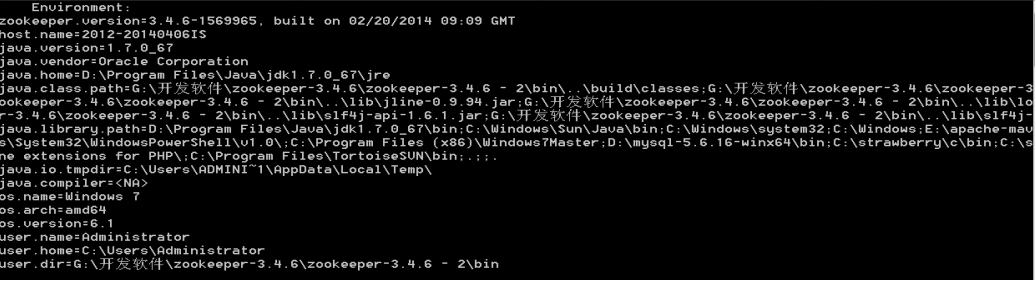 Environment:
zookeeper.version=3.4.6-1569965, built on 02/20/2014 09:09 GMT
host.name=2012-20140406IS
java.version=1.7.0_67
java.vendor=Oracle Corporation
java.home=D:\Program Files\Java\jdk1.7.0_67\jre
java.class.path=G:\开发软件\zookeeper-3.4.6\zookeeper-3.4.6 - 2\bin\..\build\classes;G:\开发软件\zookeeper-3.4.6\zookeeper-3
ookeeper-3.4.6\zookeeper-3.4.6 - 2\bin\..\lib\jline-0.9.94.jar;G:\开发软件\zookeeper-3.4.6\zookeeper-3.4.6 - 2\bin\..\lib\lo
r-3.4.6\zookeeper-3.4.6 - 2\bin\..\lib\slf4j-api-1.6.1.jar;G:\开发软件\zookeeper-3.4.6\zookeeper-3.4.6 - 2\bin\..\lib\slf4j-
java.library.path=D:\Program Files\Java\jdk1.7.0_67\bin;C:\Windows\Sun\Java\bin;C:\Windows\system32;C:\Windows;E:\apache-mav
s\System32\WindowsPowerShell\v1.0\;C:\Program Files (x86)\Windows7Master;D:\mysql-5.6.16-winx64\bin;C:\strawberry\c\bin;C:\s
ne extensions for PHP\;C:\Program Files\TortoiseSVN\bin;.;;.
java.io.tmpdir=C:\Users\ADMINI~1\AppData\Local\Temp\
java.compiler=<NA>
os.name=Windows 7
os.arch=amd64
os.version=6.1
user.name=Administrator
user.home=C:\Users\Administrator
user.dir=G:\开发软件\zookeeper-3.4.6\zookeeper-3.4.6 - 2\bin